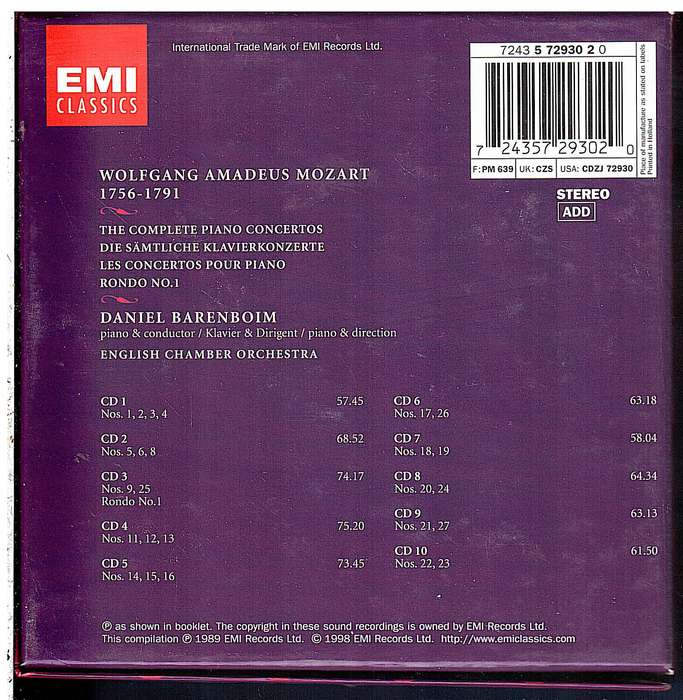 EMI
CLASSICS
International Trade Mark of EMI Records Ltd.
7243 5 72930 2 0
7 24357 29302 0
F: PM 639 UK: CZS USA: CDZJ 72930
Place of manufacture as stated on labels
Printed in Holland
STEREO
ADD
WOLFGANG AMADEUS MOZART
1756-1791
THE COMPLETE PIANO CONCERTOS
DIE SÄMTLICHE KLAVIERKONZERTE
LES CONCERTOS POUR PIANO
RONDO NO.1
DANIEL BARENBOIM
piano & conductor / Klavier & Dirigent / piano & direction
ENGLISH CHAMBER ORCHESTRA
CD 1 57.45
Nos. 1, 2, 3, 4
CD 2 68.52
Nos. 5, 6, 8
CD 3 74.17
Nos. 9, 25
Rondo No.1
CD 4 75.20
Nos. 11, 12, 13
CD 5 73.45
Nos. 14, 15, 16
CD 6 63.18
Nos. 17, 26
CD 7 58.04
Nos. 18, 19
CD 8 64.34
Nos. 20, 24
CD 9 63.13
Nos. 21, 27
CD 10 61.50
Nos. 22, 23
℗ as shown in booklet. The copyright in these sound recordings is owned by EMI Records Ltd.
This compilation ℗ 1989 EMI Records Ltd. © 1998 EMI Records Ltd. http://www.emiclassics.com